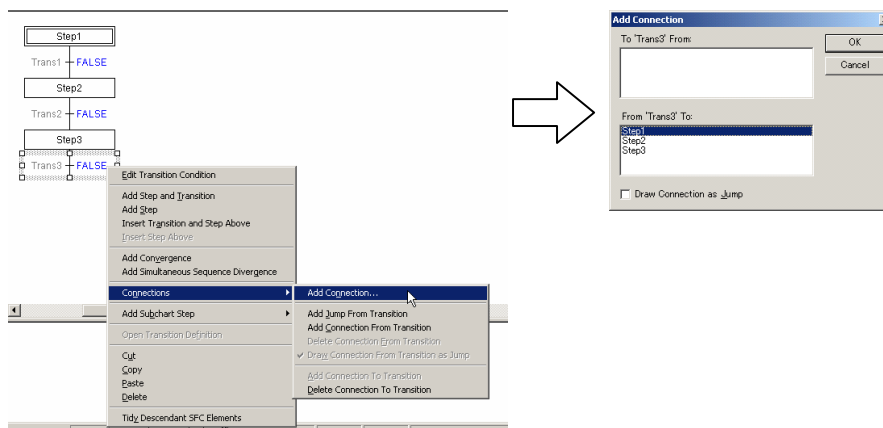 Step1
Trans1 FALSE
Step2
Trans2 FALSE
Step3
Trans3 FALSE
Edit Transition Condition
Add Step and Transition
Add Step
Insert Transition and Step Above
Insert Step Above
Add Convergence
Add Simultaneous Sequence Divergence
Connections
Add Subchart Step
Open Transition Definition
Cut
Copy
Paste
Delete
Tidy Descendant SFC Elements
Add Connection...
Add Jump From Transition
Add Connection From Transition
Delete Connection From Transition
Draw Connection From Transition as Jump
Add Connection To Transition
Delete Connection To Transition
Add Connection
To 'Trans3' From:
OK
Cancel
From 'Trans3' To:
Step1
Step2
Step3
Draw Connection as Jump